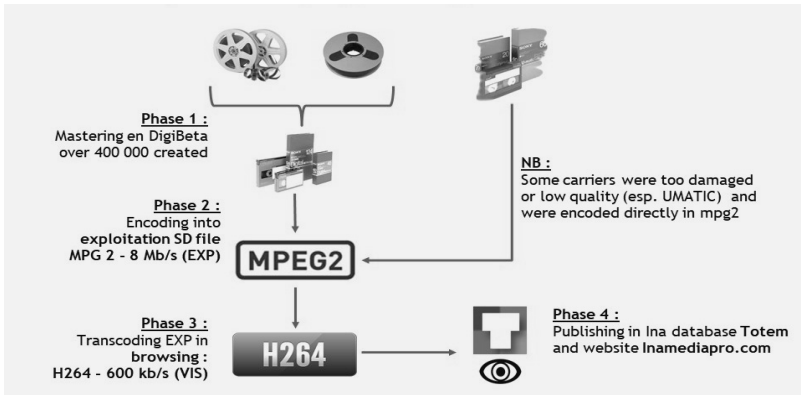 Phase 1 :
Mastering en DigiBeta
over 400 000 created
NB :
Some carriers were too damaged
or low quality (esp. UMATIC) and
were encoded directly in mpg2
Phase 2 :
Encoding into
exploitation SD file
MPG 2 - 8 Mb/s (EXP)
MPEG2
Phase 3 :
Transcoding EXP in
browsing :
H264 - 600 kb/s (VIS)
H264
Phase 4 :
Publishing in Ina database Totem
and website Inamediapro.com